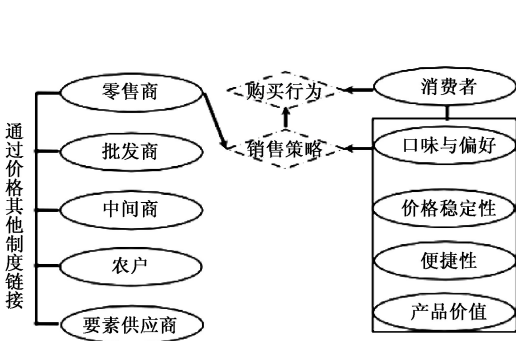 通过价格其他制度链接
零售商
批发商
中间商
农户
要素供应商
购买行为
销售策略
消费者
口味与偏好
价格稳定性
便捷性
产品价值